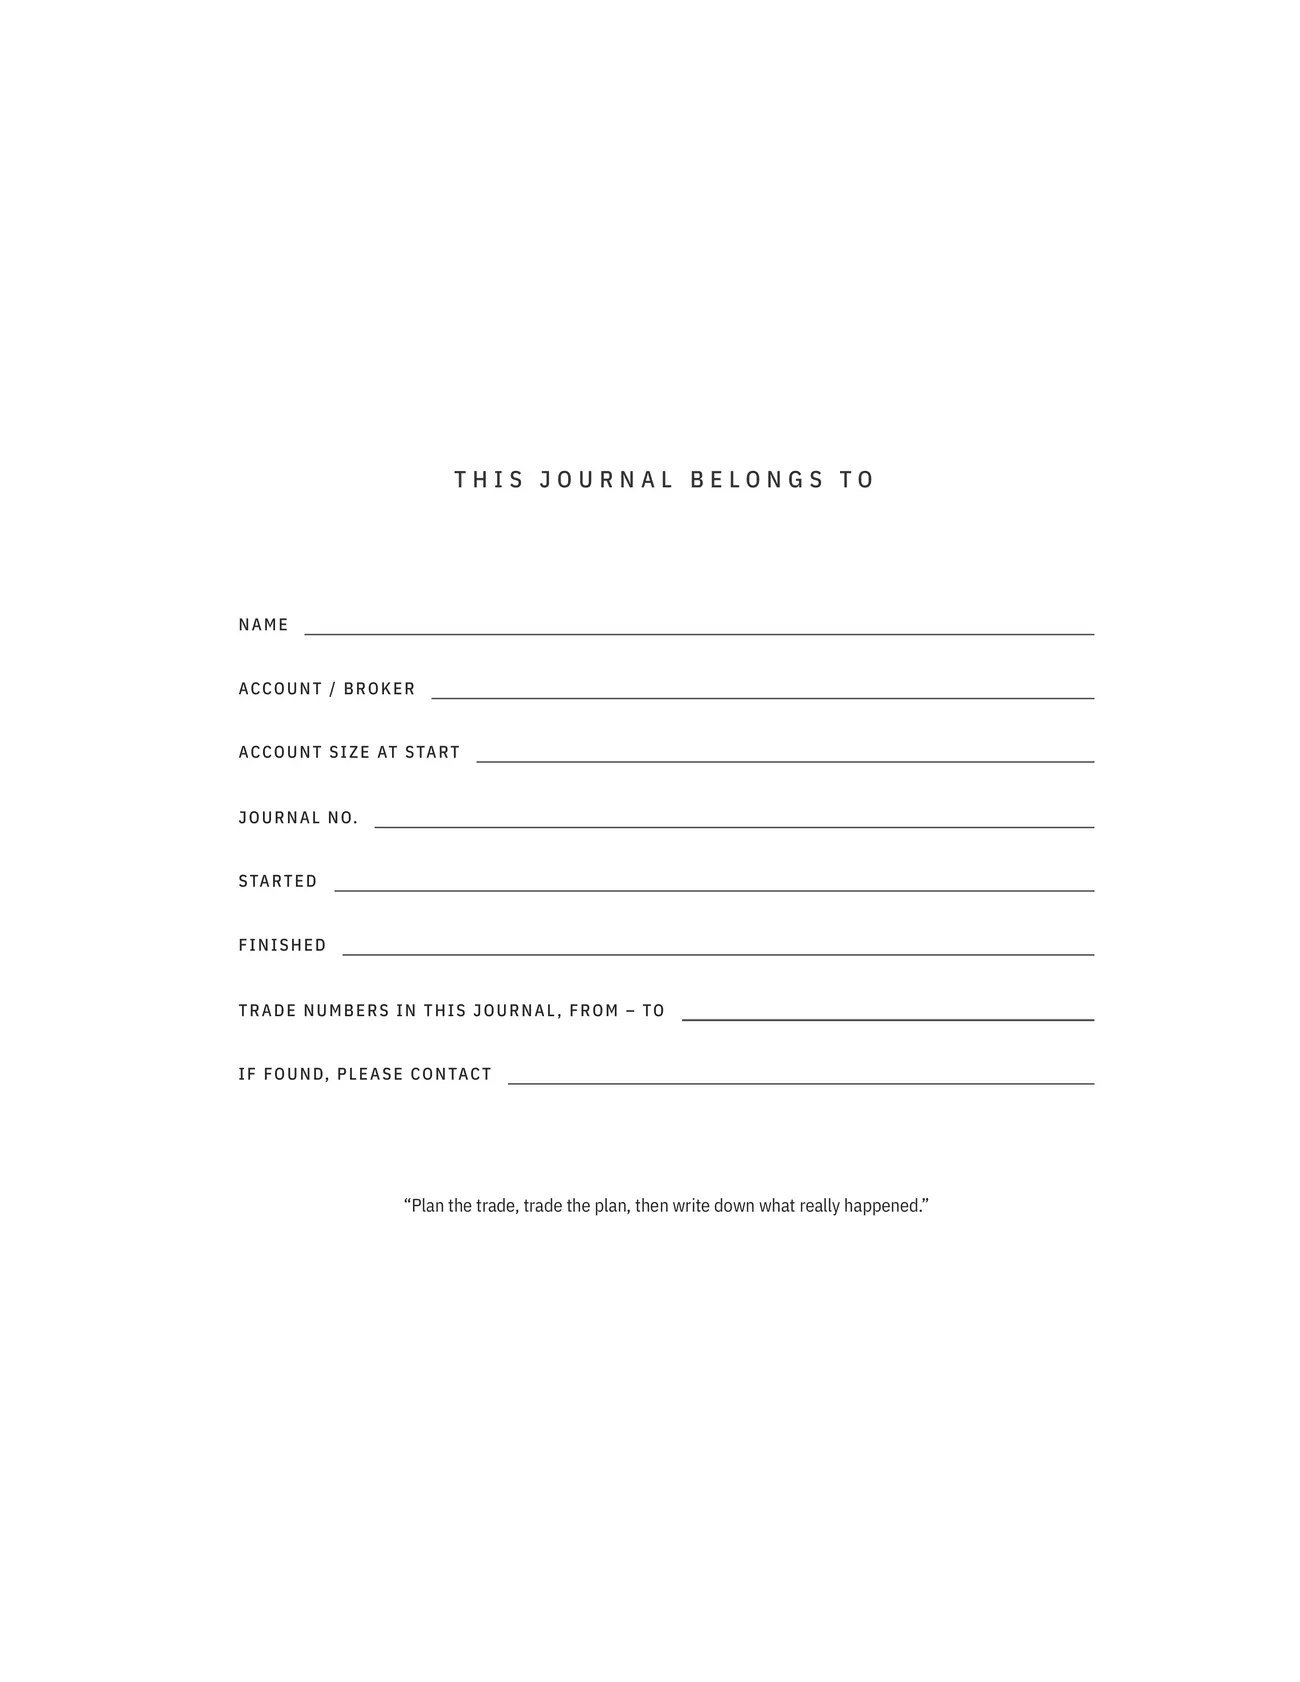 THIS JOURNAL BELONGS TO
NAME
ACCOUNT / BROKER
ACCOUNT SIZE AT START
JOURNAL NO.
STARTED
FINISHED
TRADE NUMBERS IN THIS JOURNAL, FROM – TO
IF FOUND, PLEASE CONTACT
“Plan the trade, trade the plan, then write down what really happened.”